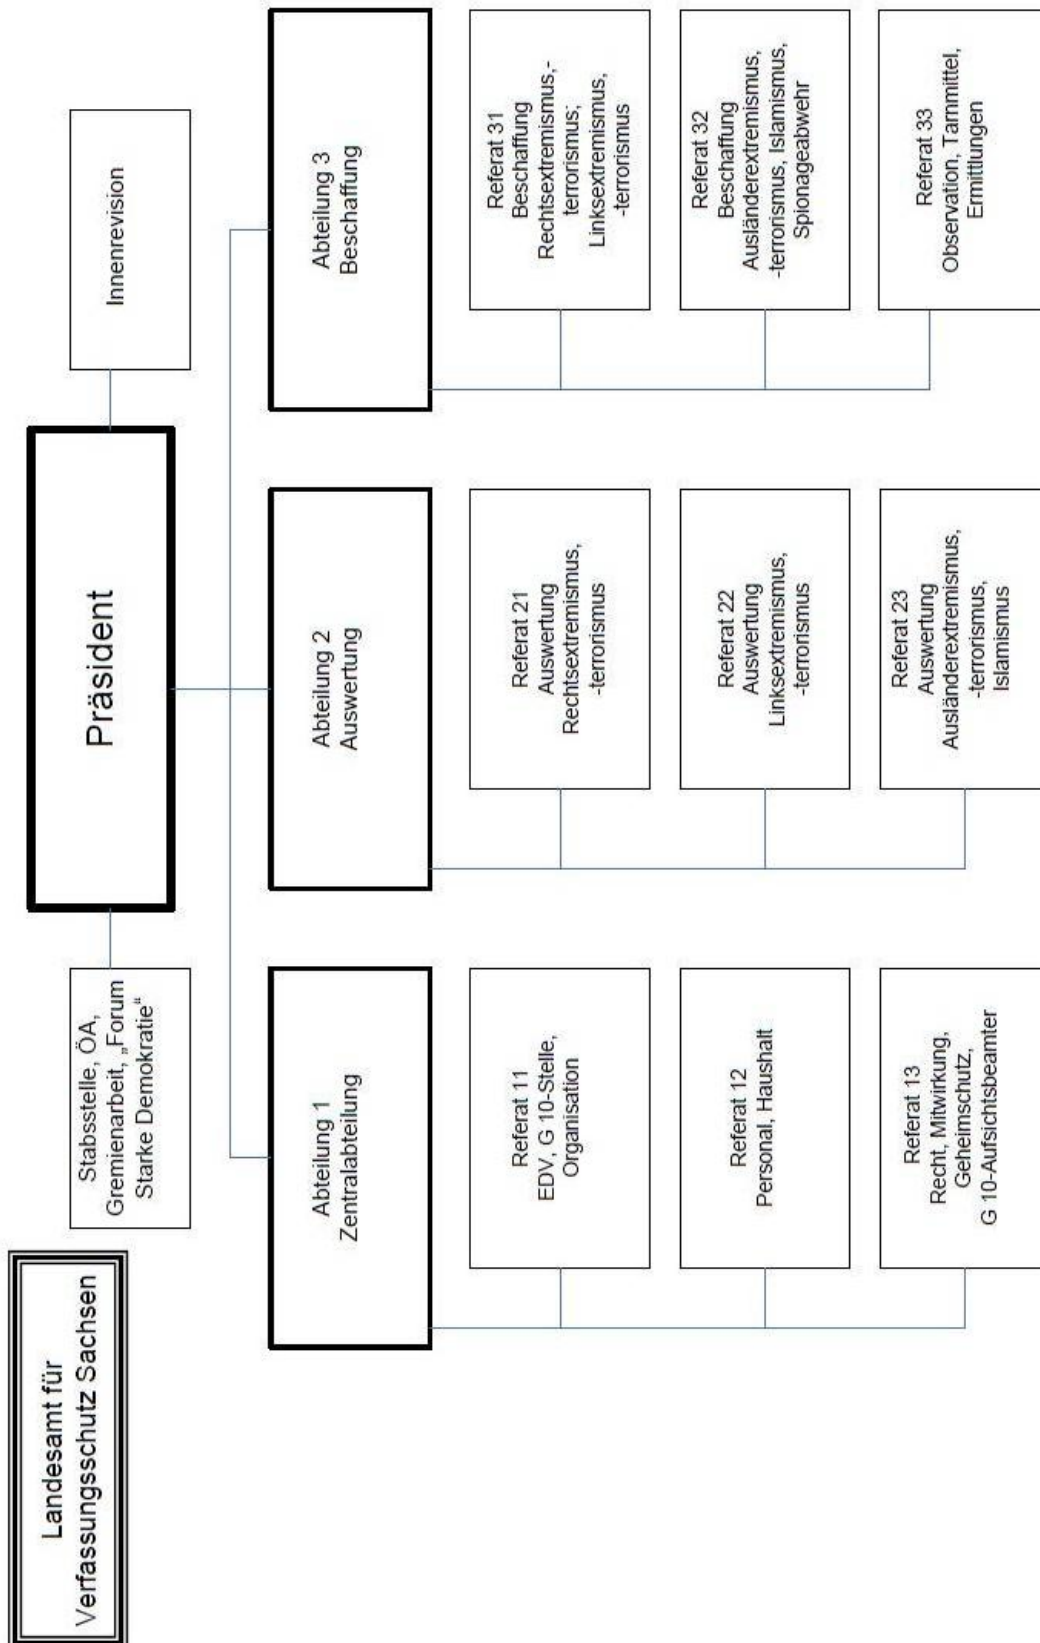 Landesamt für
Verfassungsschutz Sachsen
Stabsstelle, ÖA,
Gremienarbeit, „Forum
Starke Demokratie“
Präsident
Innenrevision
Abteilung 1
Zentralabteilung
Referat 11
EDV, G 10-Stelle,
Organisation
Referat 12
Personal, Haushalt
Referat 13
Recht, Mitwirkung,
Geheimschutz,
G 10-Aufsichtsbeamter
Abteilung 2
Auswertung
Referat 21
Auswertung
Rechtsextremismus,
-terrorismus
Referat 22
Auswertung
Linksextremismus,
-terrorismus
Referat 23
Auswertung
Ausländerextremismus,
-terrorismus,
Islamismus
Abteilung 3
Beschaffung
Referat 31
Beschaffung
Rechtsextremismus,-
terrorismus;
Linksextremismus,
-terrorismus
Referat 32
Beschaffung
Ausländerextremismus,
-terrorismus, Islamismus,
Spionageabwehr
Referat 33
Observation, Tarnmittel,
Ermittlungen